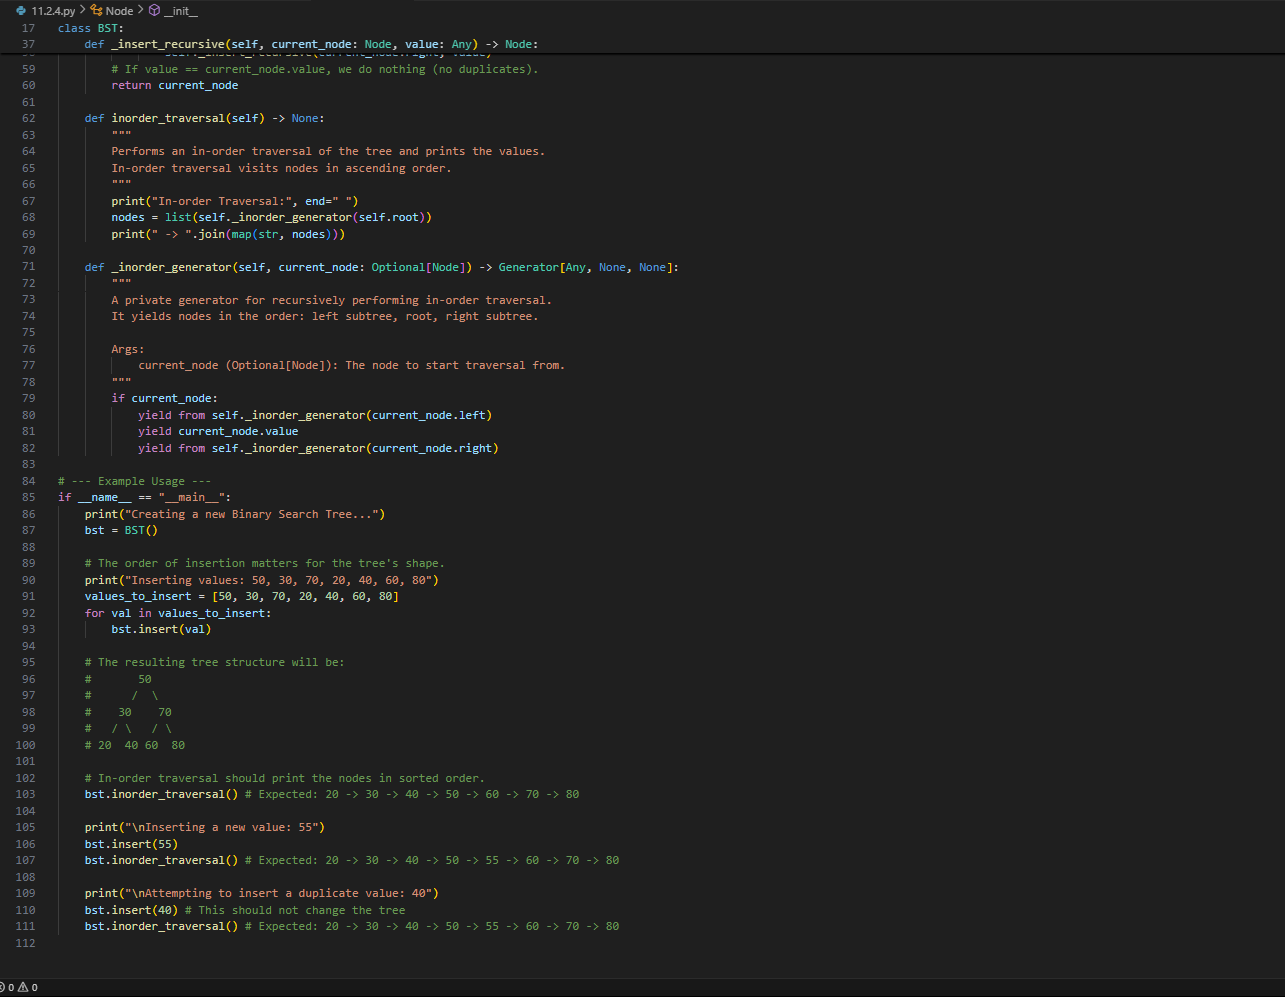 11.2.4.py > Node > __init__
17 class BST:
37 def _insert_recursive(self, current_node: Node, value: Any) -> Node:
59 # If value == current_node.value, we do nothing (no duplicates).
60 return current_node
61
62 def inorder_traversal(self) -> None:
63 """
64 Performs an in-order traversal of the tree and prints the values.
65 In-order traversal visits nodes in ascending order.
66 """
67 print("In-order Traversal:", end=" ")
68 nodes = list(self._inorder_generator(self.root))
69 print(" -> ".join(map(str, nodes)))
70
71 def _inorder_generator(self, current_node: Optional[Node]) -> Generator[Any, None, None]:
72 """
73 A private generator for recursively performing in-order traversal.
74 It yields nodes in the order: left subtree, root, right subtree.
75
76 Args:
77 current_node (Optional[Node]): The node to start traversal from.
78 """
79 if current_node:
80 yield from self._inorder_generator(current_node.left)
81 yield current_node.value
82 yield from self._inorder_generator(current_node.right)
83
84 # --- Example Usage ---
85 if __name__ == "__main__":
86 print("Creating a new Binary Search Tree...")
87 bst = BST()
88
89 # The order of insertion matters for the tree's shape.
90 print("Inserting values: 50, 30, 70, 20, 40, 60, 80")
91 values_to_insert = [50, 30, 70, 20, 40, 60, 80]
92 for val in values_to_insert:
93 bst.insert(val)
94
95 # The resulting tree structure will be:
96 #       50
97 #      /  \
98 #    30    70
99 #   / \   / \
100 # 20  40 60  80
101
102 # In-order traversal should print the nodes in sorted order.
103 bst.inorder_traversal() # Expected: 20 -> 30 -> 40 -> 50 -> 60 -> 70 -> 80
104
105 print("\nInserting a new value: 55")
106 bst.insert(55)
107 bst.inorder_traversal() # Expected: 20 -> 30 -> 40 -> 50 -> 55 -> 60 -> 70 -> 80
108
109 print("\nAttempting to insert a duplicate value: 40")
110 bst.insert(40) # This should not change the tree
111 bst.inorder_traversal() # Expected: 20 -> 30 -> 40 -> 50 -> 55 -> 60 -> 70 -> 80
112
0 0